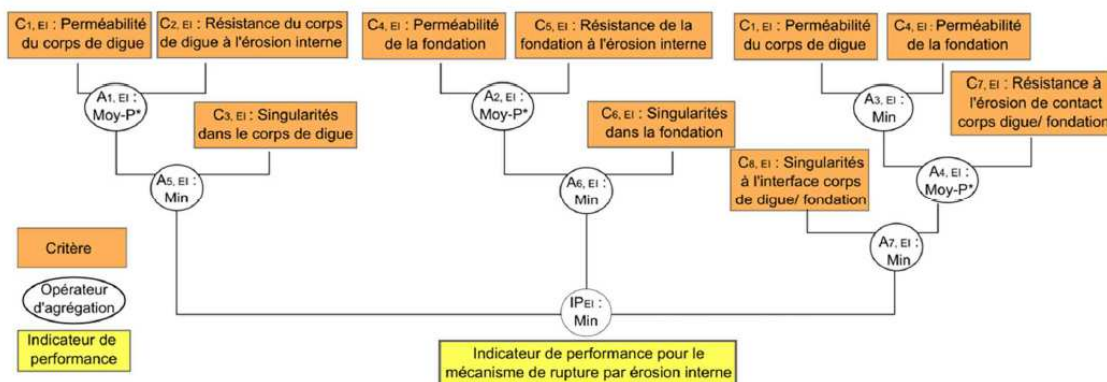 C1, EI : Perméabilité
du corps de digue
C2, EI : Résistance du corps
de digue à l'érosion interne
C4, EI : Perméabilité
de la fondation
C5, EI : Résistance de la
fondation à l'érosion interne
C1, EI : Perméabilité
du corps de digue
C4, EI : Perméabilité
de la fondation
A1, EI :
Moy-P*
C3, EI : Singularités
dans le corps de digue
A2, EI :
Moy-P*
C6, EI : Singularités
dans la fondation
A3, EI :
Min
C7, EI : Résistance à
l'érosion de contact
corps digue/ fondation
A5, EI :
Min
A6, EI :
Min
C8, EI : Singularités
à l'interface corps
de digue/ fondation
A4, EI :
Moy-P*
A7, EI :
Min
Critère
Opérateur
d'agrégation
Indicateur de
performance
IPEI :
Min
Indicateur de performance pour le
mécanisme de rupture par érosion interne